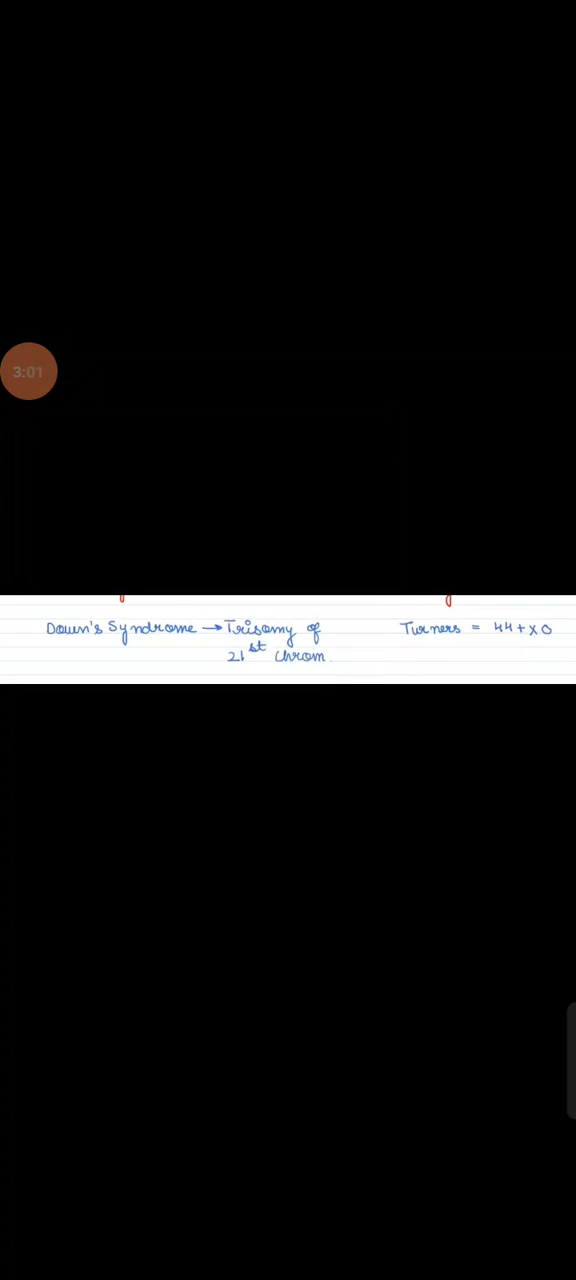 3:01
Down's Syndrome → Trisomy of
21st chrom.
Turners = 44+XO